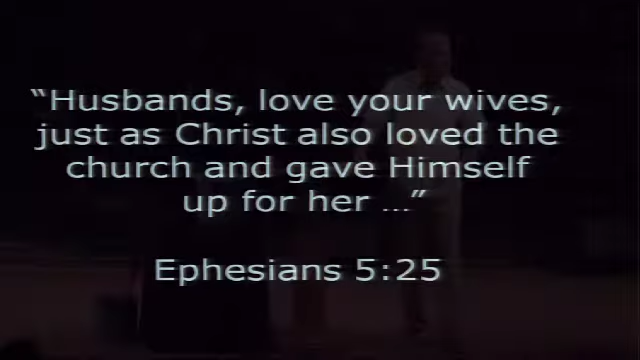 “Husbands, love your wives,
just as Christ also loved the
church and gave Himself
up for her ...”
Ephesians 5:25